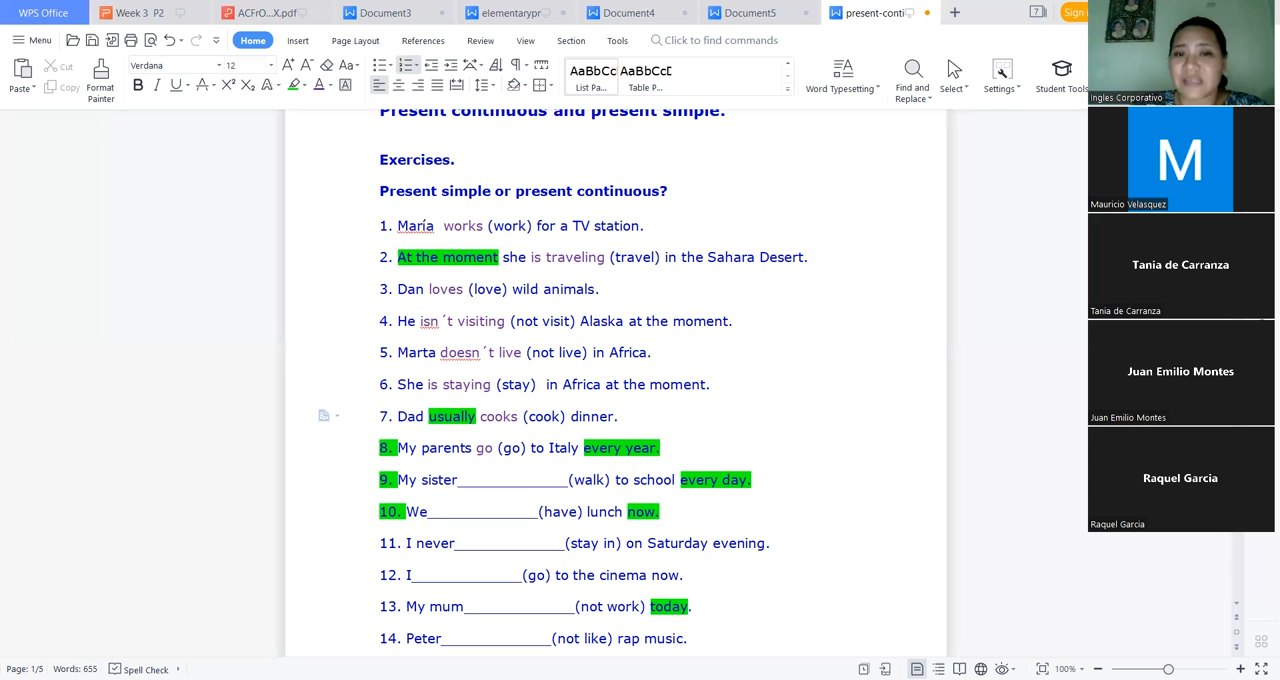 WPS Office
Week 3 P2
ACFrO...X.pdf
Document3
elementarypr
Document4
Document5
present-conti
Sign
Menu
Home
Insert
Page Layout
References
Review
View
Section
Tools
Click to find commands
Paste
Cut
Copy
Format Painter
Verdana
12
AaBbCc
List Pa...
AaBbCcD
Table P...
Word Typesetting
Find and Replace
Select
Settings
Student Tools
Present continuous and present simple.
Exercises.
Present simple or present continuous?
1. María works (work) for a TV station.
2. At the moment she is traveling (travel) in the Sahara Desert.
3. Dan loves (love) wild animals.
4. He isn´t visiting (not visit) Alaska at the moment.
5. Marta doesn´t live (not live) in Africa.
6. She is staying (stay) in Africa at the moment.
7. Dad usually cooks (cook) dinner.
8. My parents go (go) to Italy every year.
9. My sister______________(walk) to school every day.
10. We______________(have) lunch now.
11. I never______________(stay in) on Saturday evening.
12. I______________(go) to the cinema now.
13. My mum______________(not work) today.
14. Peter______________(not like) rap music.
Ingles Corporativo
M
Mauricio Velasquez
Tania de Carranza
Tania de Carranza
Juan Emilio Montes
Juan Emilio Montes
Raquel Garcia
Raquel Garcia
Page: 1/5
Words: 655
Spell Check
100%